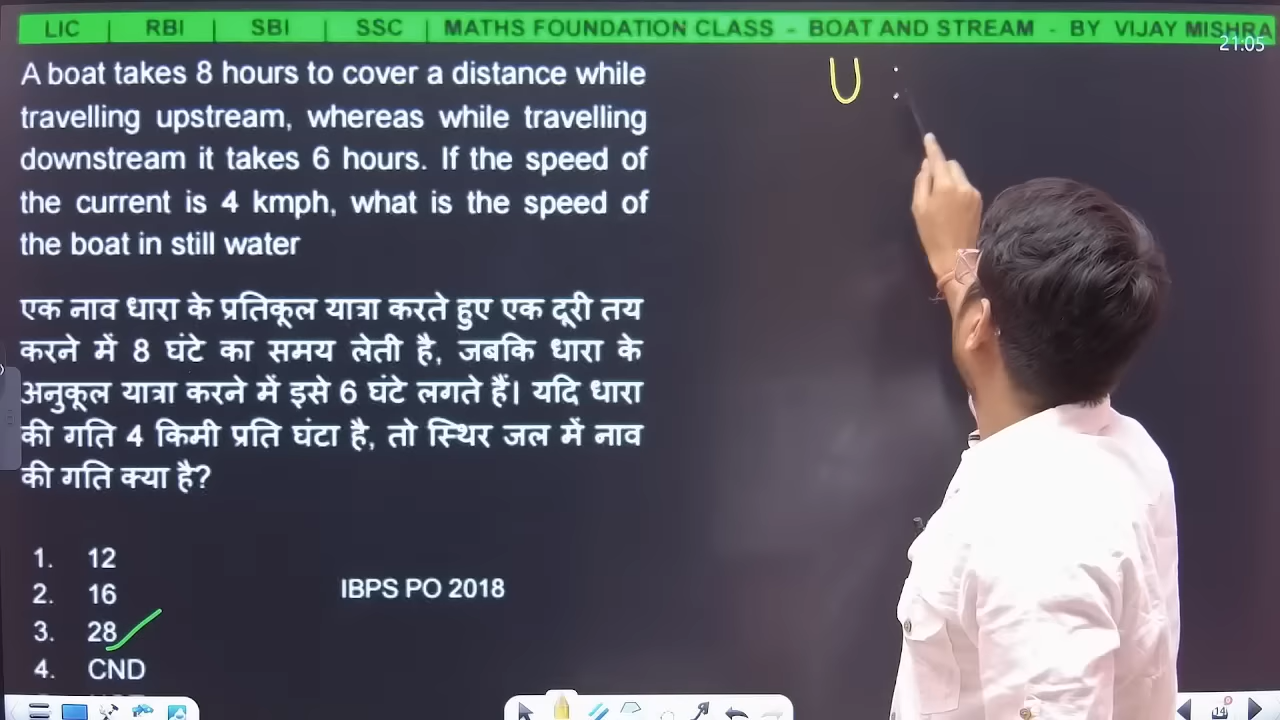 LIC | RBI | SBI | SSC | MATHS FOUNDATION CLASS - BOAT AND STREAM - BY VIJAY MISHRA
21:05
A boat takes 8 hours to cover a distance while
travelling upstream, whereas while travelling
downstream it takes 6 hours. If the speed of
the current is 4 kmph, what is the speed of
the boat in still water
U :
एक नाव धारा के प्रतिकूल यात्रा करते हुए एक दूरी तय
करने में 8 घंटे का समय लेती है, जबकि धारा के
अनुकूल यात्रा करने में इसे 6 घंटे लगते हैं। यदि धारा
की गति 4 किमी प्रति घंटा है, तो स्थिर जल में नाव
की गति क्या है?
1. 12
2. 16
3. 28
4. CND
IBPS PO 2018
14